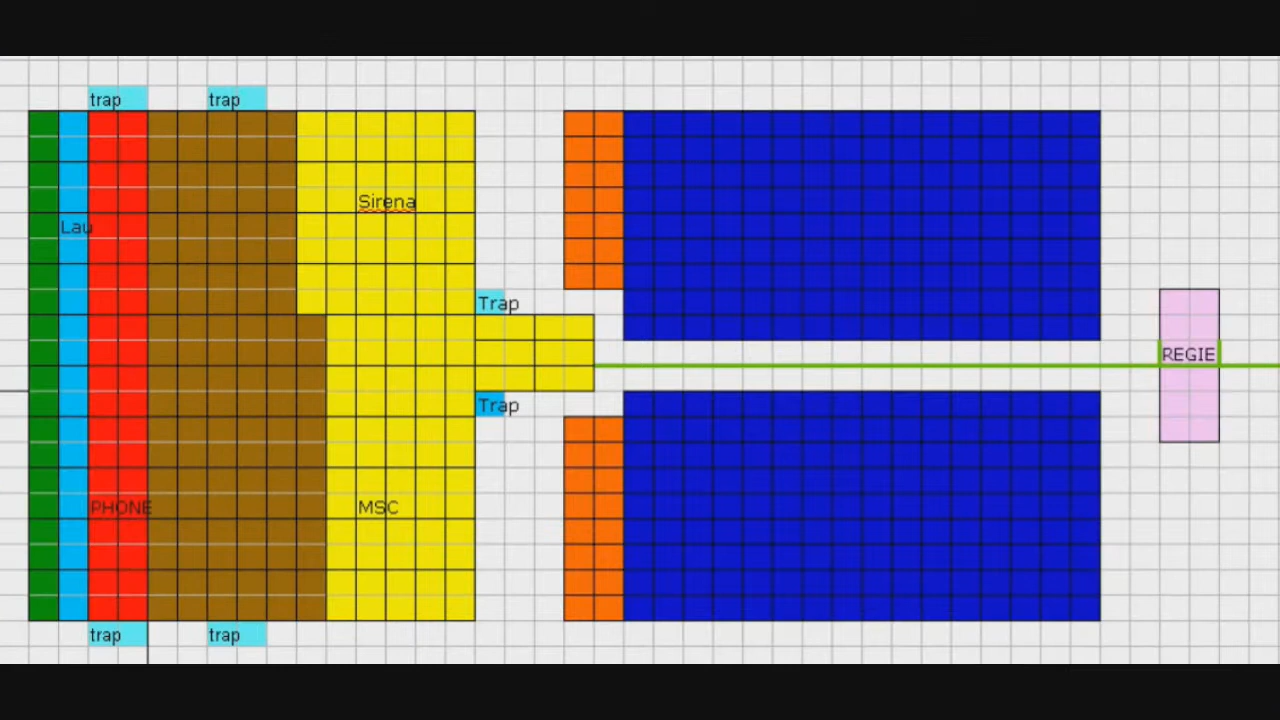 trap trap
Sirena
Lau
Trap
REGIE
Trap
PHONE MSC
trap trap